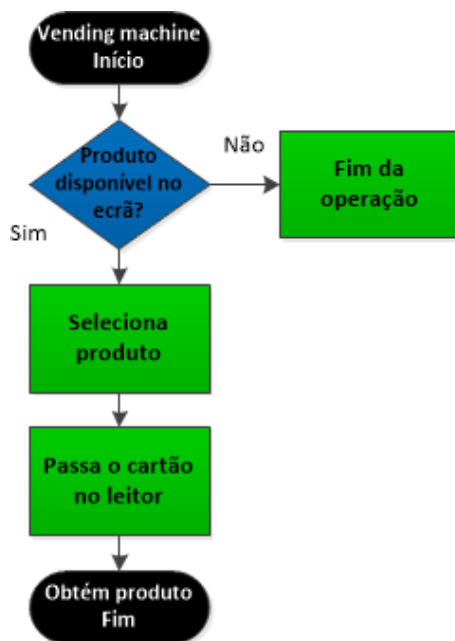 Vending machine
Início
Produto
disponível no
ecrã?
Não
Fim da
operação
Sim
Seleciona
produto
Passa o cartão
no leitor
Obtém produto
Fim